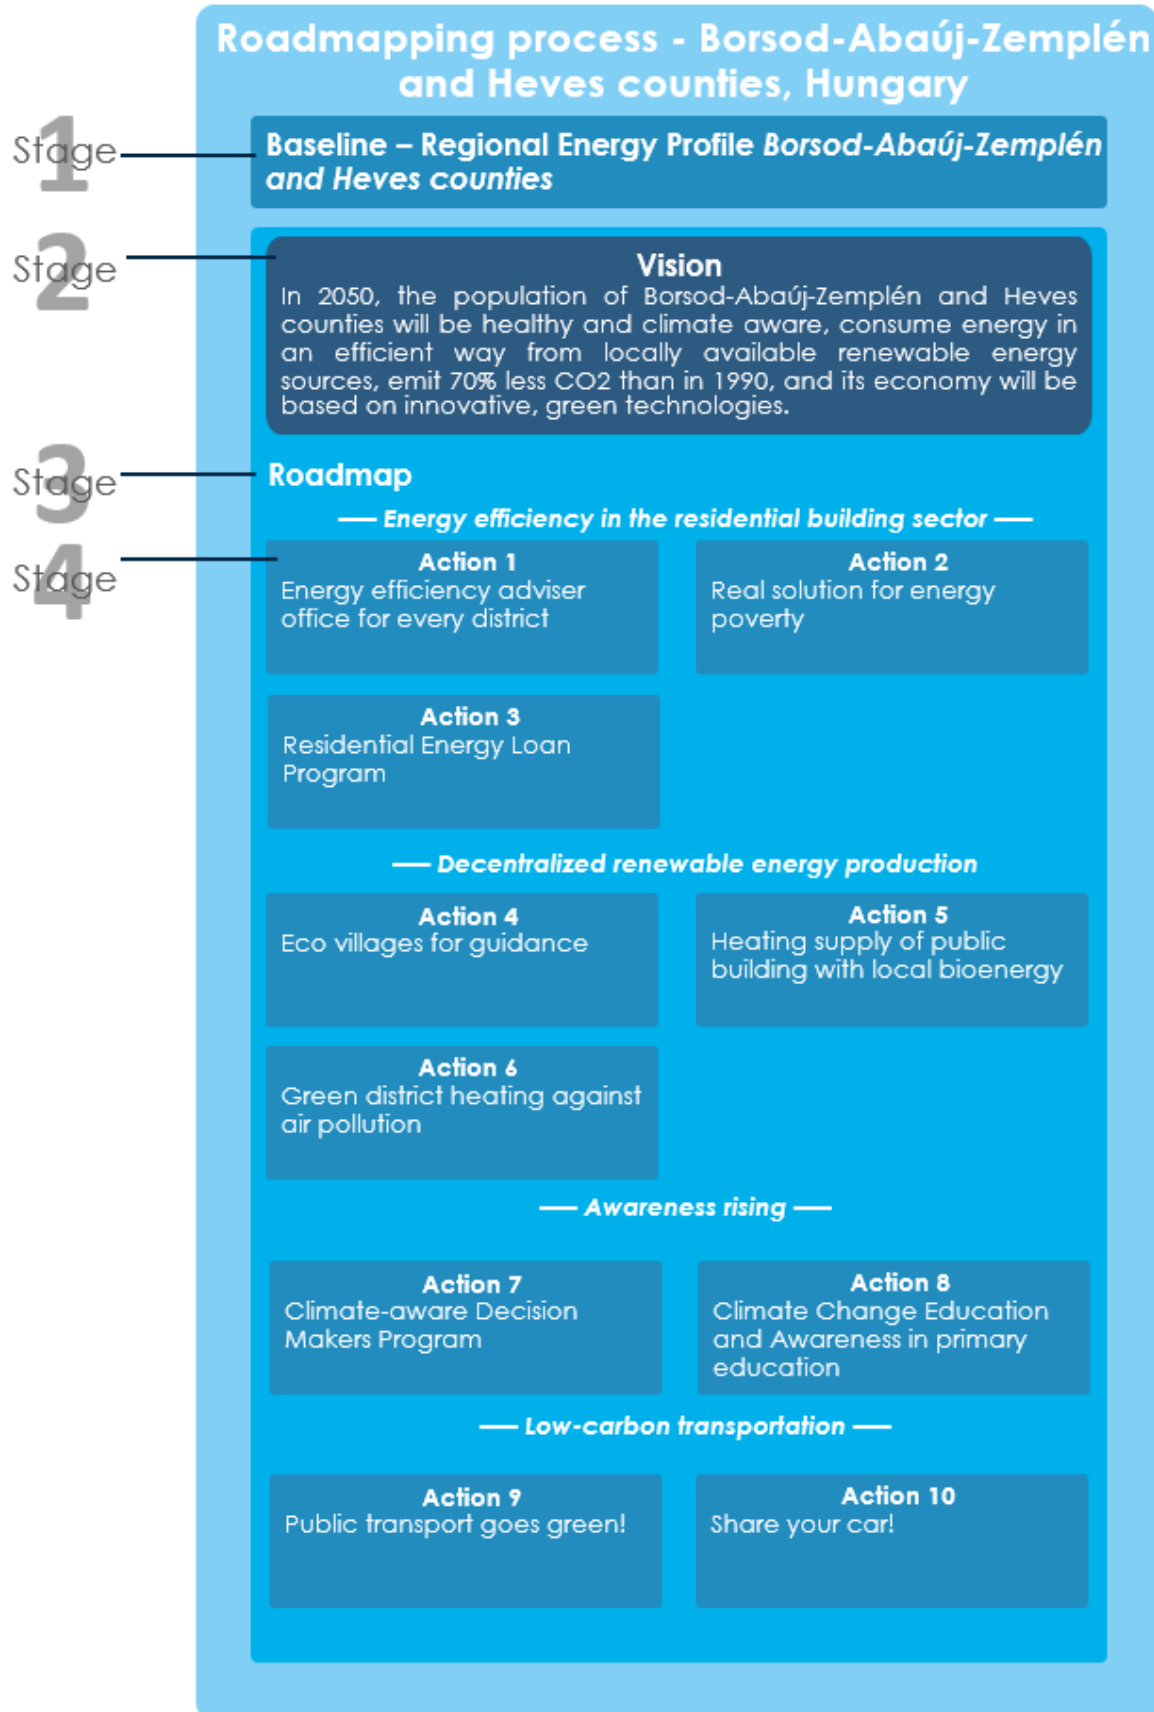 Roadmapping process - Borsod-Abaúj-Zemplén
and Heves counties, Hungary
Stage 1
Baseline – Regional Energy Profile Borsod-Abaúj-Zemplén
and Heves counties
Stage 2
Vision
In 2050, the population of Borsod-Abaúj-Zemplén and Heves
counties will be healthy and climate aware, consume energy in
an efficient way from locally available renewable energy
sources, emit 70% less CO2 than in 1990, and its economy will be
based on innovative, green technologies.
Stage 3
Roadmap
— Energy efficiency in the residential building sector —
Stage 4
Action 1
Energy efficiency adviser
office for every district
Action 2
Real solution for energy
poverty
Action 3
Residential Energy Loan
Program
— Decentralized renewable energy production
Action 4
Eco villages for guidance
Action 5
Heating supply of public
building with local bioenergy
Action 6
Green district heating against
air pollution
— Awareness rising —
Action 7
Climate-aware Decision
Makers Program
Action 8
Climate Change Education
and Awareness in primary
education
— Low-carbon transportation —
Action 9
Public transport goes green!
Action 10
Share your car!